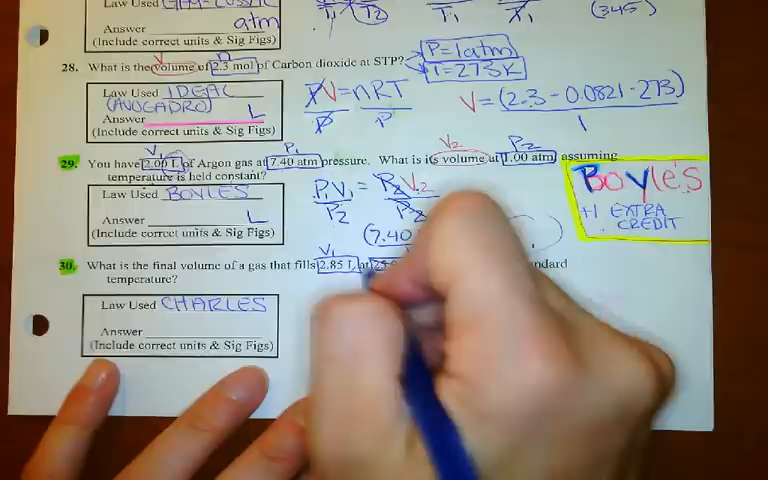 Law Used GAY-LUSSAC
Answer atm
(Include correct units & Sig Figs)
T₁ T₂ T₁ T₁ (345)
28. What is the volume of 2.3 mol of Carbon dioxide at STP?
P=1atm
T=273K
V n
Law Used IDEAL
(AVOGADRO)
Answer L
(Include correct units & Sig Figs)
PV=nRT
P P
V=(2.3-0.0821-273)
1
V₁ P₁ V₂ P₂
29. You have 2.00 L of Argon gas at 7.40 atm pressure. What is its volume at 1.00 atm, assuming
temperature is held constant?
Law Used BOYLES
Answer L
(Include correct units & Sig Figs)
P₁V₁ = P₂V₂
P₂ P₂
(7.40
Boyle's
+1 EXTRA
CREDIT
V₁
30. What is the final volume of a gas that fills 2.85 L at
temperature?
Law Used CHARLES
Answer
(Include correct units & Sig Figs)